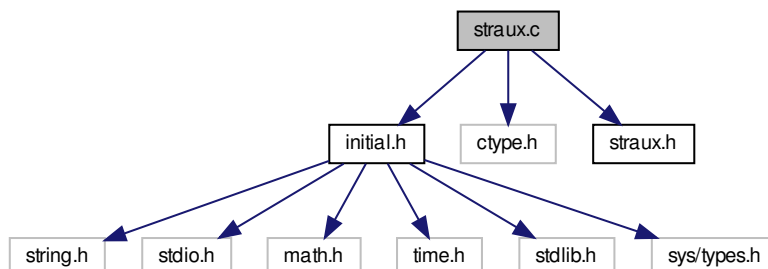 straux.c
initial.h
ctype.h
straux.h
string.h
stdio.h
math.h
time.h
stdlib.h
sys/types.h